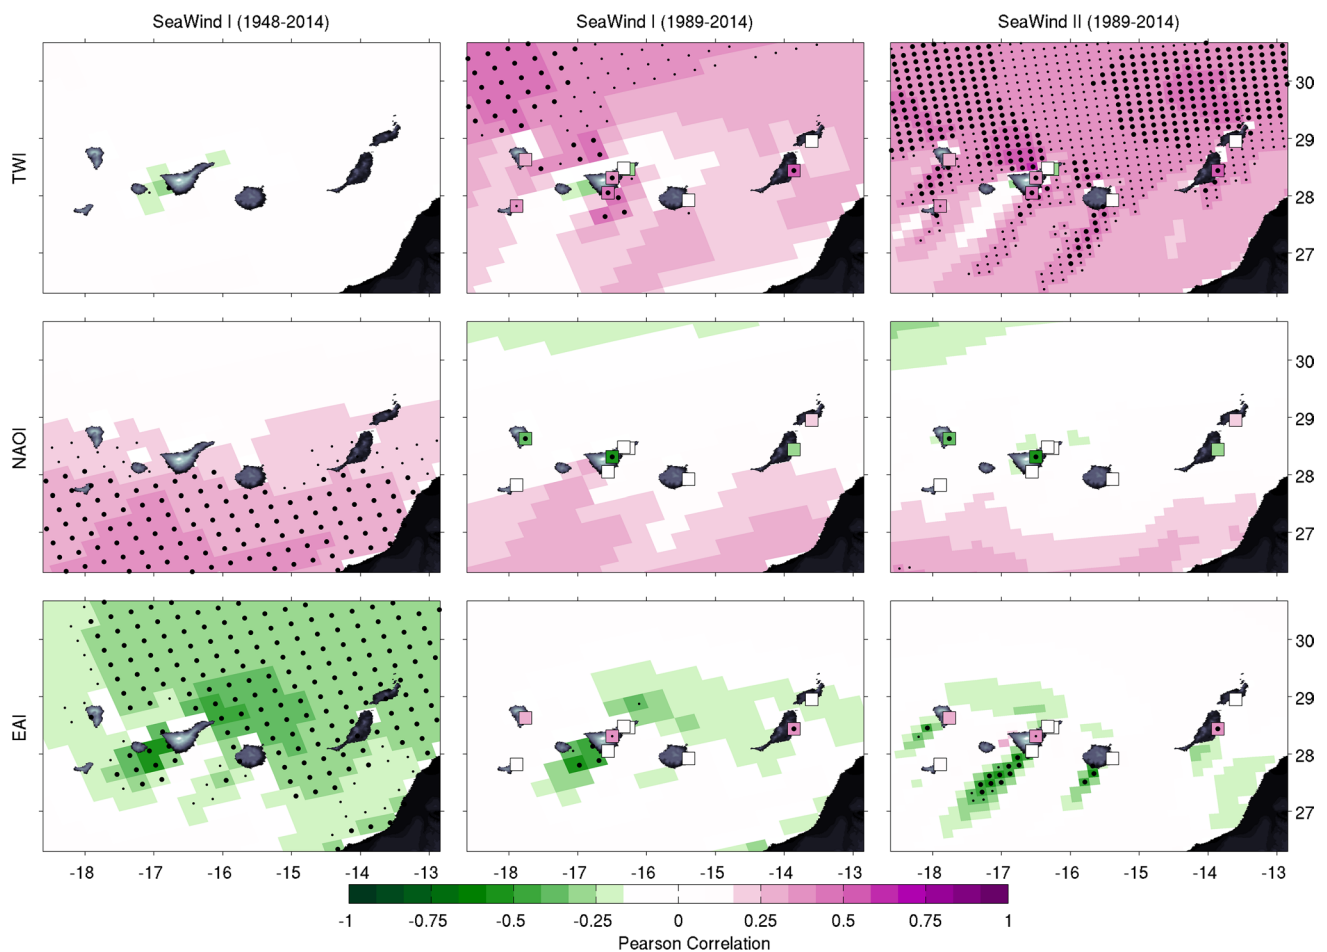 SeaWind I (1948-2014) SeaWind I (1989-2014) SeaWind II (1989-2014)
TWI
30
29
28
27
NAOI
30
29
28
27
EAI
30
29
28
27
-18 -17 -16 -15 -14 -13 -18 -17 -16 -15 -14 -13 -18 -17 -16 -15 -14 -13
-1 -0.75 -0.5 -0.25 0 0.25 0.5 0.75 1
Pearson Correlation